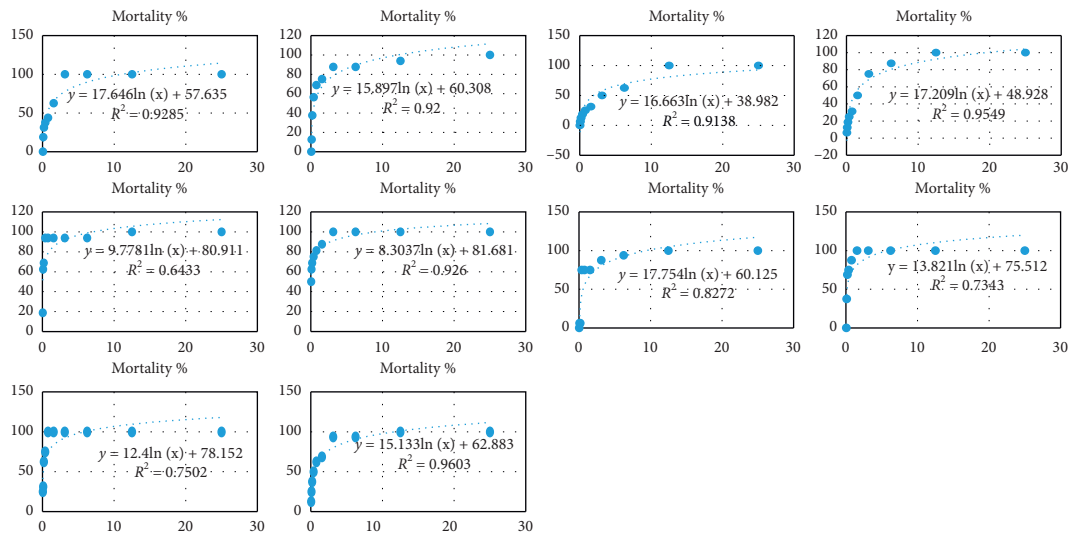 Mortality %
150
100
50
0
0 10 20 30
y = 17.646ln (x) + 57.635
R² = 0.9285
Mortality %
120
100
80
60
40
20
0
0 10 20 30
y = 15.897ln (x) + 60.308
R² = 0.92
Mortality %
150
100
50
0
−50
0 10 20 30
y = 16.663ln (x) + 38.982
R² = 0.9138
Mortality %
120
100
80
60
40
20
0
−20
0 10 20 30
y = 17.209ln (x) + 48.928
R² = 0.9549
Mortality %
120
100
80
60
40
20
0
0 10 20 30
y = 9.7781ln (x) + 80.911
R² = 0.6433
Mortality %
120
100
80
60
40
20
0
0 10 20 30
y = 8.3037ln (x) + 81.681
R² = 0.926
Mortality %
150
100
50
0
0 10 20 30
y = 17.754ln (x) + 60.125
R² = 0.8272
Mortality %
150
100
50
0
0 10 20 30
y = 13.821ln (x) + 75.512
R² = 0.7343
Mortality %
150
100
50
0
0 10 20 30
y = 12.4ln (x) + 78.152
R² = 0.7502
Mortality %
150
100
50
0
0 10 20 30
y = 15.133ln (x) + 62.883
R² = 0.9603